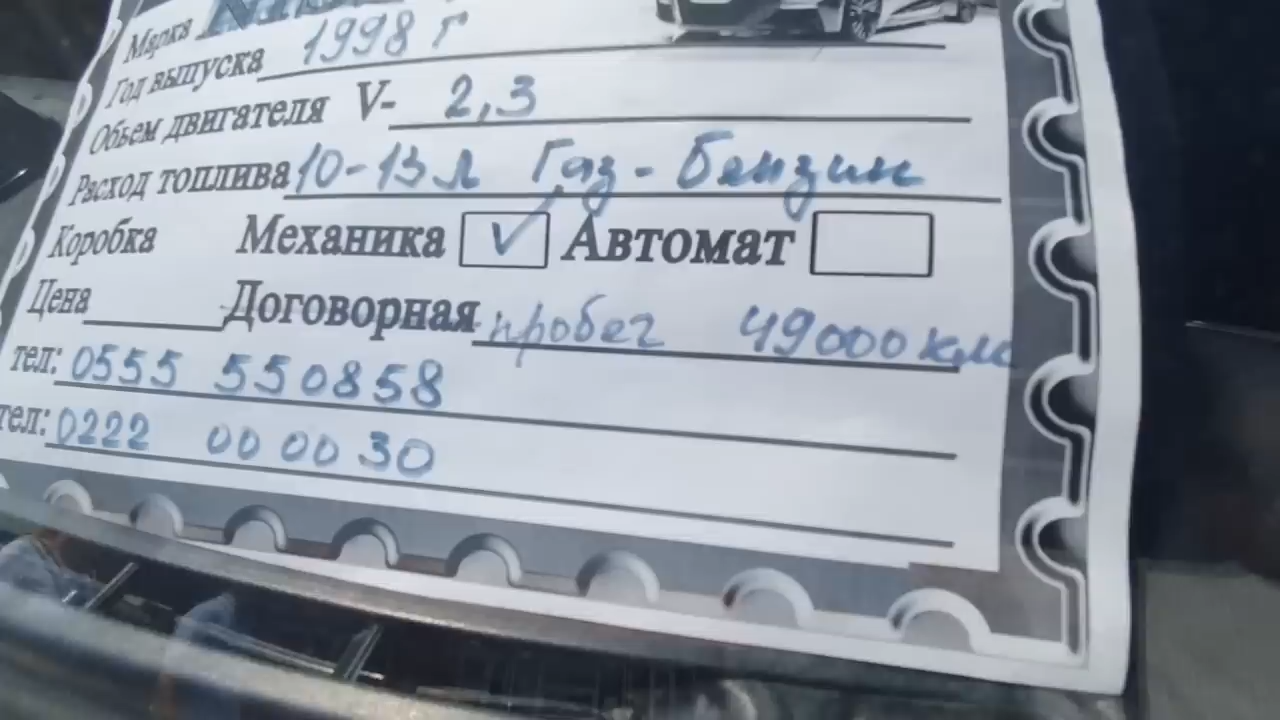 Марка
Год выпуска 1998 г
Объем двигателя V- 2,3
Расход топлива 10-13 л Газ-Бензин
Коробка Механика V Автомат
Цена Договорная пробег 49000 км
тел: 0555 550858
тел: 0222 00 00 30